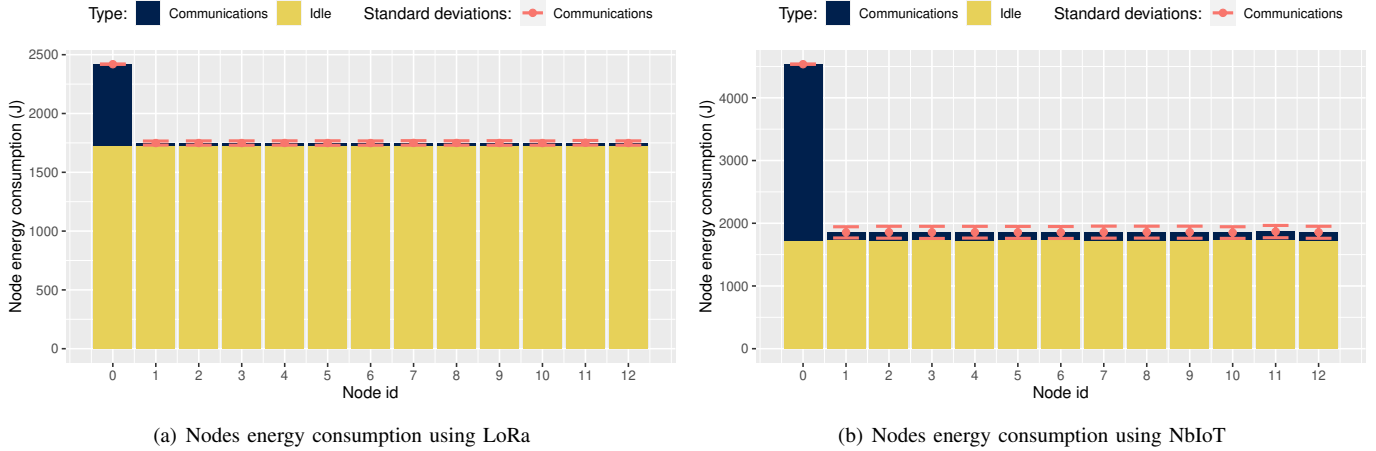 Type: Communications Idle Standard deviations: Communications
Node energy consumption (J)
2500
2000
1500
1000
500
0
0 1 2 3 4 5 6 7 8 9 10 11 12
Node id
(a) Nodes energy consumption using LoRa
Type: Communications Idle Standard deviations: Communications
Node energy consumption (J)
4000
3000
2000
1000
0
0 1 2 3 4 5 6 7 8 9 10 11 12
Node id
(b) Nodes energy consumption using NbIoT